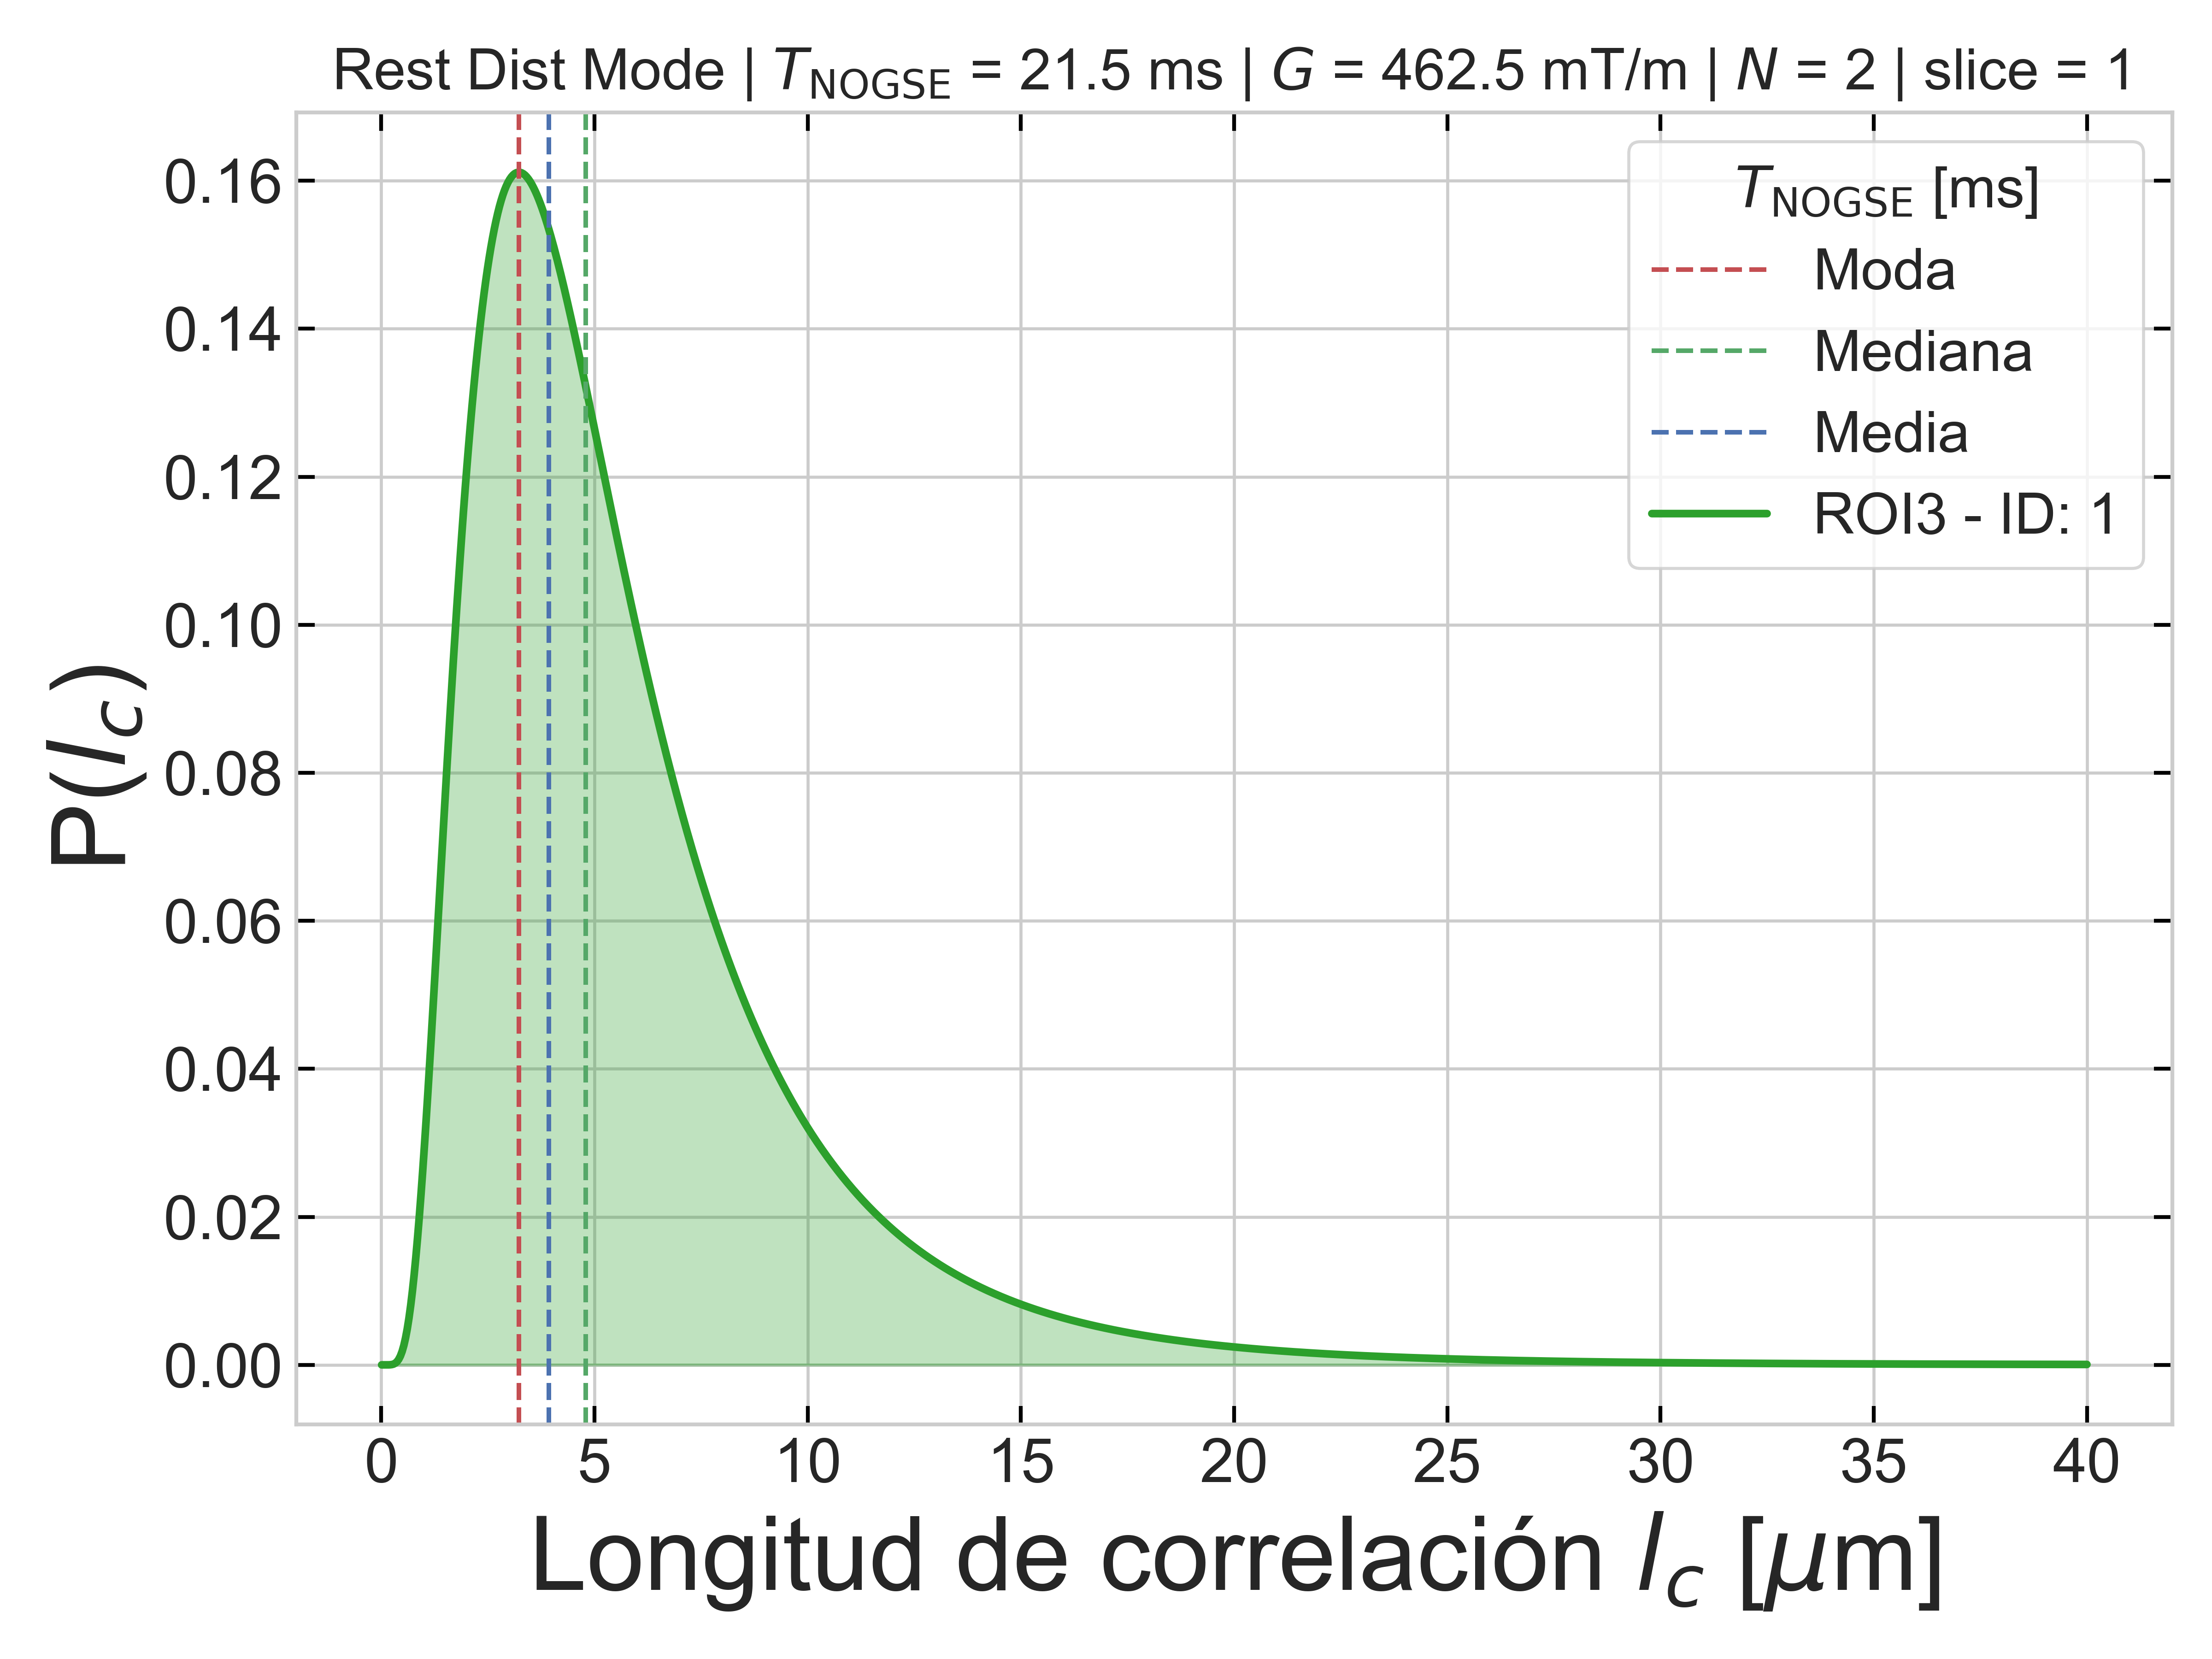 Rest Dist Mode | T_NOGSE = 21.5 ms | G = 462.5 mT/m | N = 2 | slice = 1
T_NOGSE [ms]
Moda
Mediana
Media
ROI3 - ID: 1
P(l_c)
0.16
0.14
0.12
0.10
0.08
0.06
0.04
0.02
0.00
0 5 10 15 20 25 30 35 40
Longitud de correlación l_c [μm]